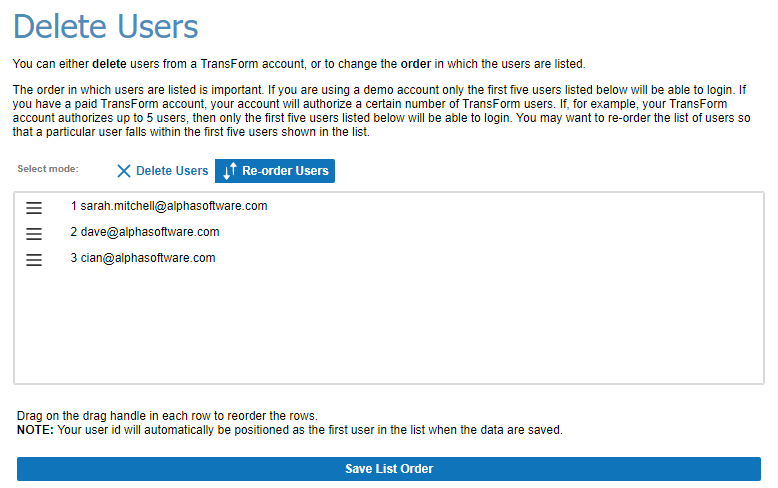 Delete Users
You can either delete users from a TransForm account, or to change the order in which the users are listed.
The order in which users are listed is important. If you are using a demo account only the first five users listed below will be able to login. If
you have a paid TransForm account, your account will authorize a certain number of TransForm users. If, for example, your TransForm
account authorizes up to 5 users, then only the first five users listed below will be able to login. You may want to re-order the list of users so
that a particular user falls within the first five users shown in the list.
Select mode: Delete Users Re-order Users
1 sarah.mitchell@alphasoftware.com
2 dave@alphasoftware.com
3 cian@alphasoftware.com
Drag on the drag handle in each row to reorder the rows.
NOTE: Your user id will automatically be positioned as the first user in the list when the data are saved.
Save List Order